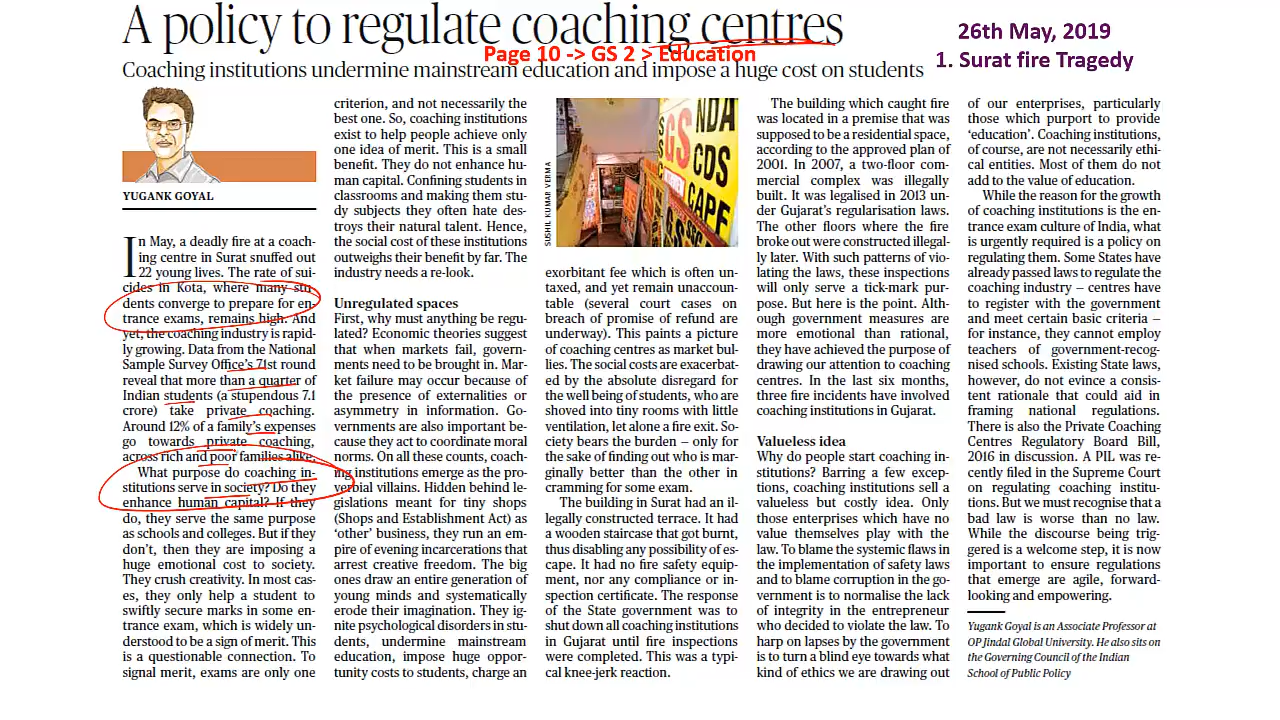 A policy to regulate coaching centres
Page 10 -> GS 2 > Education
26th May, 2019
1. Surat fire Tragedy
Coaching institutions undermine mainstream education and impose a huge cost on students
YUGANK GOYAL
In May, a deadly fire at a coach-
ing centre in Surat snuffed out
22 young lives. The rate of sui-
cides in Kota, where many stu-
dents converge to prepare for en-
trance exams, remains high. And
yet, the coaching industry is rapid-
ly growing. Data from the National
Sample Survey Office's 71st round
reveal that more than a quarter of
Indian students (a stupendous 7.1
crore) take private coaching.
Around 12% of a family's expenses
go towards private coaching,
across rich and poor families alike.
What purpose do coaching in-
stitutions serve in society? Do they
enhance human capital? If they
do, they serve the same purpose
as schools and colleges. But if they
don't, then they are imposing a
huge emotional cost to society.
They crush creativity. In most cas-
es, they only help a student to
swiftly secure marks in some en-
trance exam, which is widely un-
derstood to be a sign of merit. This
is a questionable connection. To
signal merit, exams are only one
criterion, and not necessarily the
best one. So, coaching institutions
exist to help people achieve only
one idea of merit. This is a small
benefit. They do not enhance hu-
man capital. Confining students in
classrooms and making them stu-
dy subjects they often hate des-
troys their natural talent. Hence,
the social cost of these institutions
outweighs their benefit by far. The
industry needs a re-look.
Unregulated spaces
First, why must anything be regu-
lated? Economic theories suggest
that when markets fail, govern-
ments need to be brought in. Mar-
ket failure may occur because of
the presence of externalities or
asymmetry in information. Go-
vernments are also important be-
cause they act to coordinate moral
norms. On all these counts, coach-
ing institutions emerge as the pro-
verbial villains. Hidden behind le-
gislations meant for tiny shops
(Shops and Establishment Act) as
'other' business, they run an em-
pire of evening incarcerations that
arrest creative freedom. The big
ones draw an entire generation of
young minds and systematically
erode their imagination. They ig-
nite psychological disorders in stu-
dents, undermine mainstream
education, impose huge oppor-
tunity costs to students, charge an
SUSHIL KUMAR VERMA
GS
NDA
CDS
CAPF
exorbitant fee which is often un-
taxed, and yet remain unaccoun-
table (several court cases on
breach of promise of refund are
underway). This paints a picture
of coaching centres as market bul-
lies. The social costs are exacerbat-
ed by the absolute disregard for
the well being of students, who are
shoved into tiny rooms with little
ventilation, let alone a fire exit. So-
ciety bears the burden – only for
the sake of finding out who is mar-
ginally better than the other in
cramming for some exam.
The building in Surat had an il-
legally constructed terrace. It had
a wooden staircase that got burnt,
thus disabling any possibility of es-
cape. It had no fire safety equip-
ment, nor any compliance or in-
spection certificate. The response
of the State government was to
shut down all coaching institutions
in Gujarat until fire inspections
were completed. This was a typi-
cal knee-jerk reaction.
The building which caught fire
was located in a premise that was
supposed to be a residential space,
according to the approved plan of
2001. In 2007, a two-floor com-
mercial complex was illegally
built. It was legalised in 2013 un-
der Gujarat's regularisation laws.
The other floors where the fire
broke out were constructed illegal-
ly later. With such patterns of vio-
lating the laws, these inspections
will only serve a tick-mark pur-
pose. But here is the point. Alth-
ough government measures are
more emotional than rational,
they have achieved the purpose of
drawing our attention to coaching
centres. In the last six months,
three fire incidents have involved
coaching institutions in Gujarat.
Valueless idea
Why do people start coaching in-
stitutions? Barring a few excep-
tions, coaching institutions sell a
valueless but costly idea. Only
those enterprises which have no
value themselves play with the
law. To blame the systemic flaws in
the implementation of safety laws
and to blame corruption in the go-
vernment is to normalise the lack
of integrity in the entrepreneur
who decided to violate the law. To
harp on lapses by the government
is to turn a blind eye towards what
kind of ethics we are drawing out
of our enterprises, particularly
those which purport to provide
'education'. Coaching institutions,
of course, are not necessarily ethi-
cal entities. Most of them do not
add to the value of education.
While the reason for the growth
of coaching institutions is the en-
trance exam culture of India, what
is urgently required is a policy on
regulating them. Some States have
already passed laws to regulate the
coaching industry – centres have
to register with the government
and meet certain basic criteria –
for instance, they cannot employ
teachers of government-recog-
nised schools. Existing State laws,
however, do not evince a consis-
tent rationale that could aid in
framing national regulations.
There is also the Private Coaching
Centres Regulatory Board Bill,
2016 in discussion. A PIL was re-
cently filed in the Supreme Court
on regulating coaching institu-
tions. But we must recognise that a
bad law is worse than no law.
While the discourse being trig-
gered is a welcome step, it is now
important to ensure regulations
that emerge are agile, forward-
looking and empowering.
Yugank Goyal is an Associate Professor at
OP Jindal Global University. He also sits on
the Governing Council of the Indian
School of Public Policy